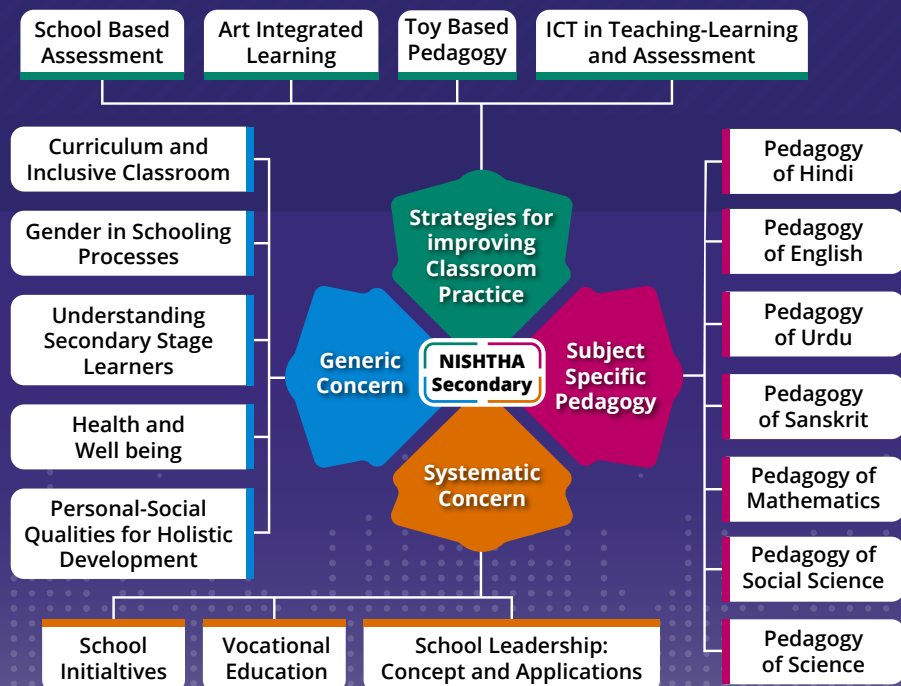 School Based
Assessment
Art Integrated
Learning
Toy Based
Pedagogy
ICT in Teaching-Learning
and Assessment
Curriculum and
Inclusive Classroom
Gender in Schooling
Processes
Understanding
Secondary Stage
Learners
Health and
Well being
Personal-Social
Qualities for Holistic
Development
Strategies for
improving
Classroom
Practice
Generic
Concern
NISHTHA
Secondary
Subject
Specific
Pedagogy
Systematic
Concern
Pedagogy
of Hindi
Pedagogy
of English
Pedagogy
of Urdu
Pedagogy
of Sanskrit
Pedagogy of
Mathematics
Pedagogy of
Social Science
Pedagogy
of Science
School
Initialtives
Vocational
Education
School Leadership:
Concept and Applications